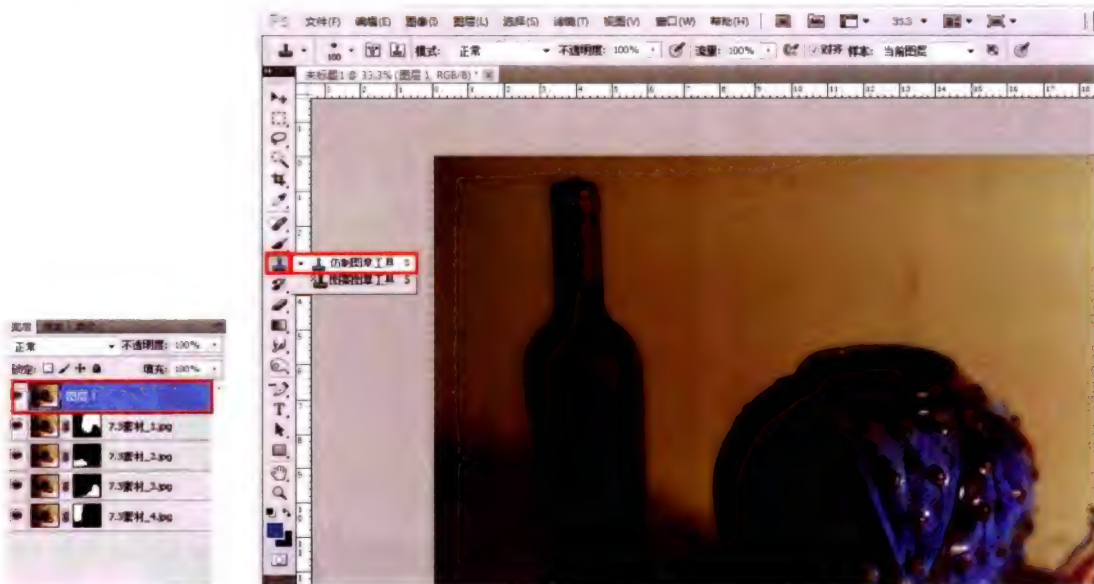 文件(F) 编辑(E) 图像(I) 图层(L) 选择(S) 滤镜(T) 视图(V) 窗口(W) 帮助(H) 33.3
100 模式: 正常 不透明度: 100% 流量: 100% 对齐 样本: 当前图层
未标题1 @ 33.3% (图层 1, RGB/8) *
仿制图章工具 S
图案图章工具 S
图层
正常 不透明度: 100%
锁定: 填充: 100%
图层 1
7.3素材_1.jpg
7.3素材_2.jpg
7.3素材_3.jpg
7.3素材_4.jpg